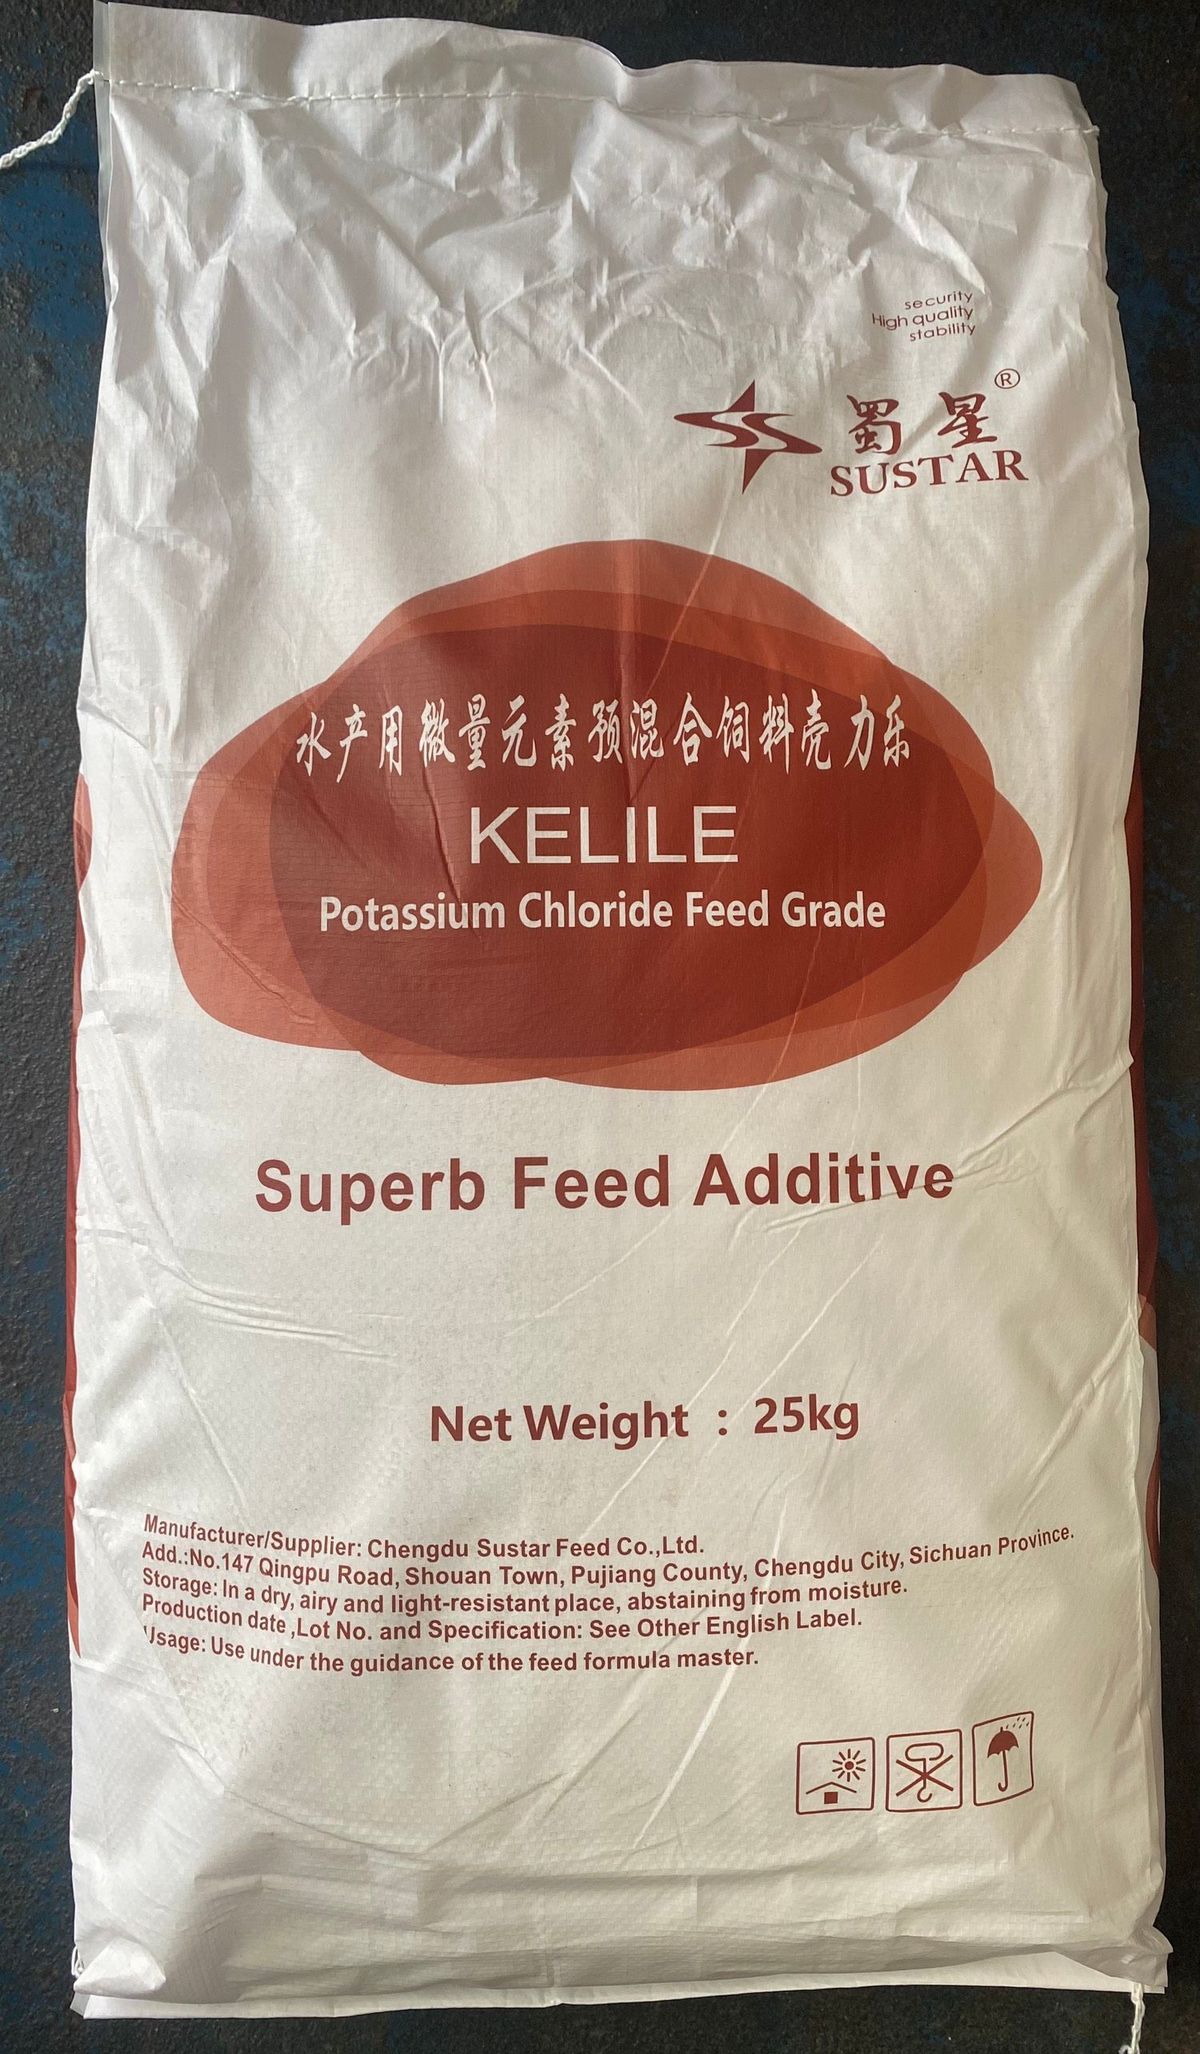 security
High quality
stability
蜀星®
SUSTAR
水产用微量元素预混合饲料壳力乐
KELILE
Potassium Chloride Feed Grade
Superb Feed Additive
Net Weight : 25kg
Manufacturer/Supplier: Chengdu Sustar Feed Co.,Ltd.
Add.:No.147 Qingpu Road, Shouan Town, Pujiang County, Chengdu City, Sichuan Province.
Storage: In a dry, airy and light-resistant place, abstaining from moisture.
Production date ,Lot No. and Specification: See Other English Label.
Usage: Use under the guidance of the feed formula master.